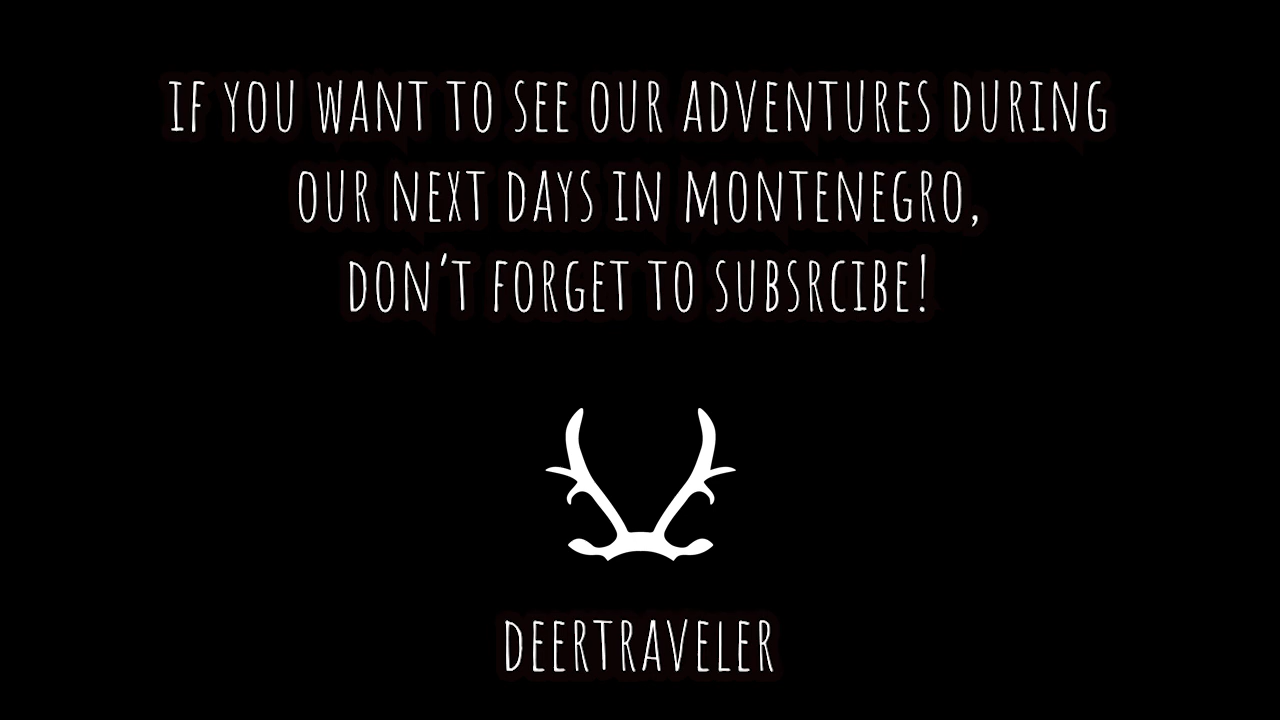 IF YOU WANT TO SEE OUR ADVENTURES DURING
OUR NEXT DAYS IN MONTENEGRO,
DON'T FORGET TO SUBSRCIBE!
DEERTRAVELER